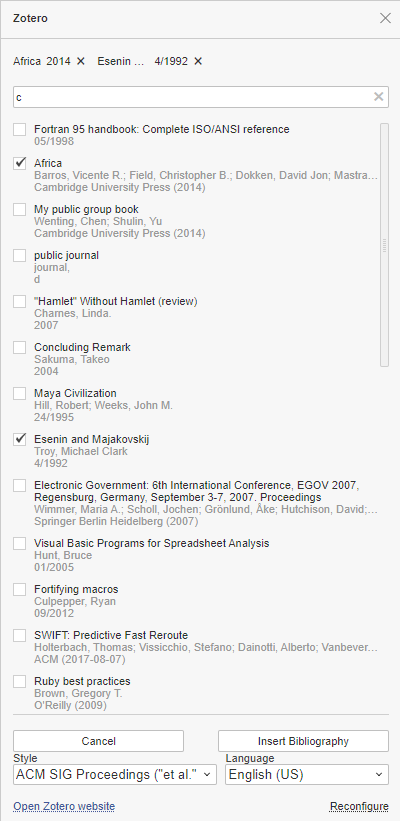 Zotero
Africa 2014 Esenin ... 4/1992
c
Fortran 95 handbook: Complete ISO/ANSI reference
05/1998
Africa
Barros, Vicente R.; Field, Christopher B.; Dokken, David Jon; Mastra...
Cambridge University Press (2014)
My public group book
Wenting, Chen; Shulin, Yu
Cambridge University Press (2014)
public journal
journal,
d
"Hamlet" Without Hamlet (review)
Charnes, Linda.
2007
Concluding Remark
Sakuma, Takeo
2004
Maya Civilization
Hill, Robert; Weeks, John M.
24/1995
Esenin and Majakovskij
Troy, Michael Clark
4/1992
Electronic Government: 6th International Conference, EGOV 2007,
Regensburg, Germany, September 3-7, 2007. Proceedings
Wimmer, Maria A.; Scholl, Jochen; Grönlund, Åke; Hutchison, David;...
Springer Berlin Heidelberg (2007)
Visual Basic Programs for Spreadsheet Analysis
Hunt, Bruce
01/2005
Fortifying macros
Culpepper, Ryan
09/2012
SWIFT: Predictive Fast Reroute
Holterbach, Thomas; Vissicchio, Stefano; Dainotti, Alberto; Vanbever...
ACM (2017-08-07)
Ruby best practices
Brown, Gregory T.
O'Reilly (2009)
Cancel Insert Bibliography
Style Language
ACM SIG Proceedings ("et al." English (US)
Open Zotero website Reconfigure